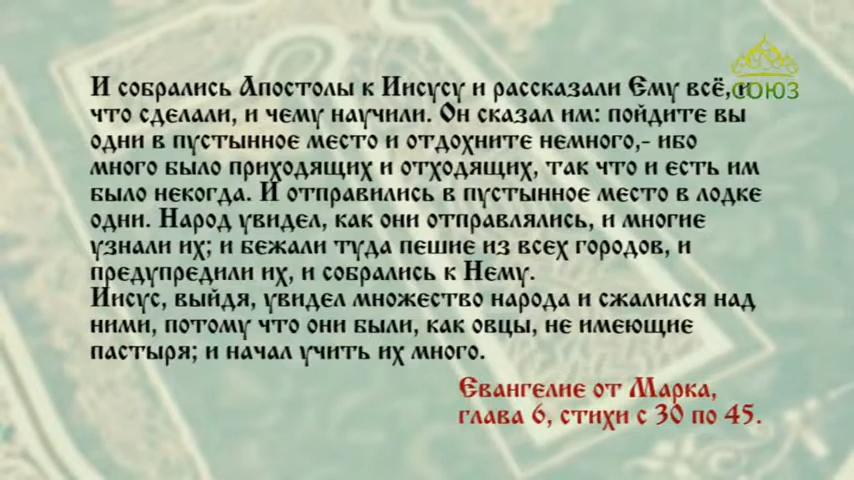 И собрались Апостолы к Иисусу и рассказали Ему всё, и
что сделали, и чему научили. Он сказал им: пойдите вы
одни в пустынное место и отдохните немного,- ибо
много было приходящих и отходящих, так что и есть им
было некогда. И отправились в пустынное место в лодке
одни. Народ увидел, как они отправлялись, и многие
узнали их; и бежали туда пешие из всех городов, и
предупредили их, и собрались к Нему.
Иисус, выйдя, увидел множество народа и сжалился над
ними, потому что они были, как овцы, не имеющие
пастыря; и начал учить их много.
Евангелие от Марка,
глава 6, стихи с 30 по 45.
СОЮЗ